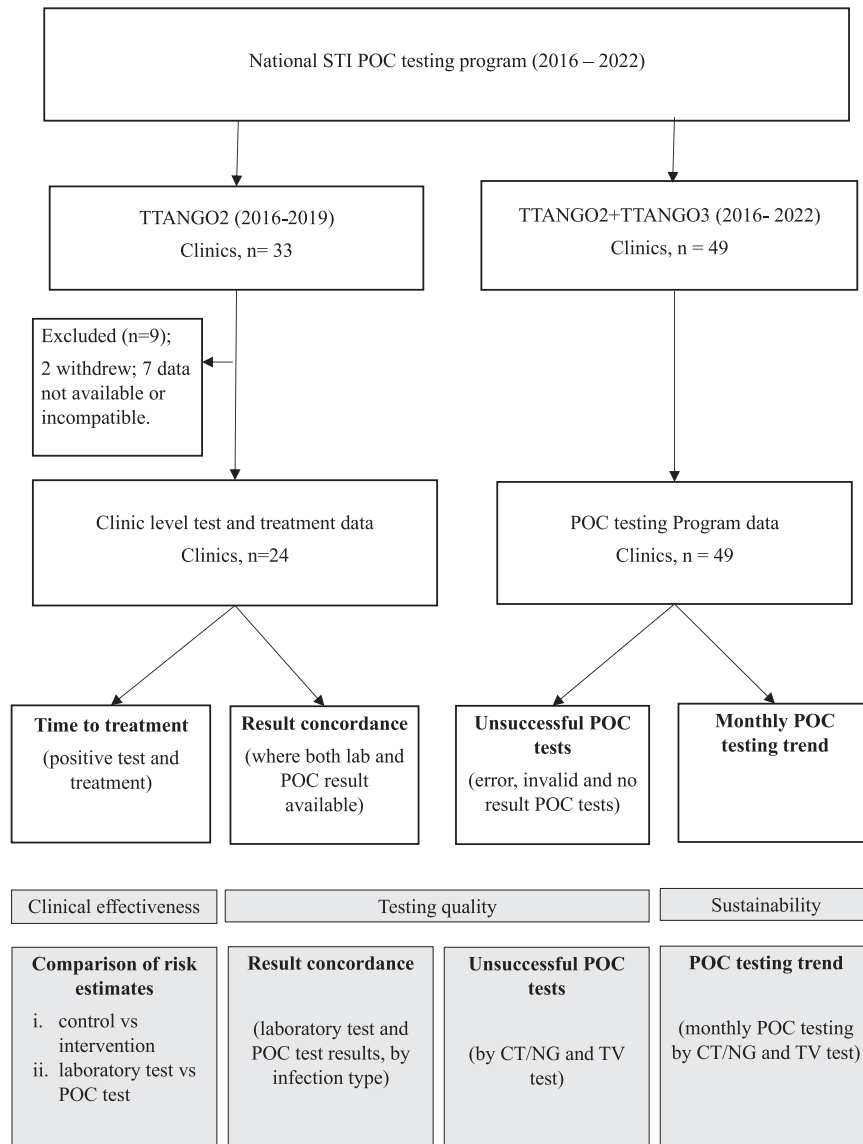 National STI POC testing program (2016 – 2022)
TTANGO2 (2016-2019)
Clinics, n= 33
TTANGO2+TTANGO3 (2016- 2022)
Clinics, n = 49
Excluded (n=9);
2 withdrew; 7 data
not available or
incompatible.
Clinic level test and treatment data
Clinics, n=24
POC testing Program data
Clinics, n = 49
Time to treatment
(positive test and
treatment)
Result concordance
(where both lab and
POC result
available)
Unsuccessful POC
tests
(error, invalid and no
result POC tests)
Monthly POC
testing trend
Clinical effectiveness
Testing quality
Sustainability
Comparison of risk
estimates
i. control vs
intervention
ii. laboratory test vs
POC test
Result concordance
(laboratory test and
POC test results, by
infection type)
Unsuccessful POC
tests
(by CT/NG and TV
test)
POC testing trend
(monthly POC testing
by CT/NG and TV test)